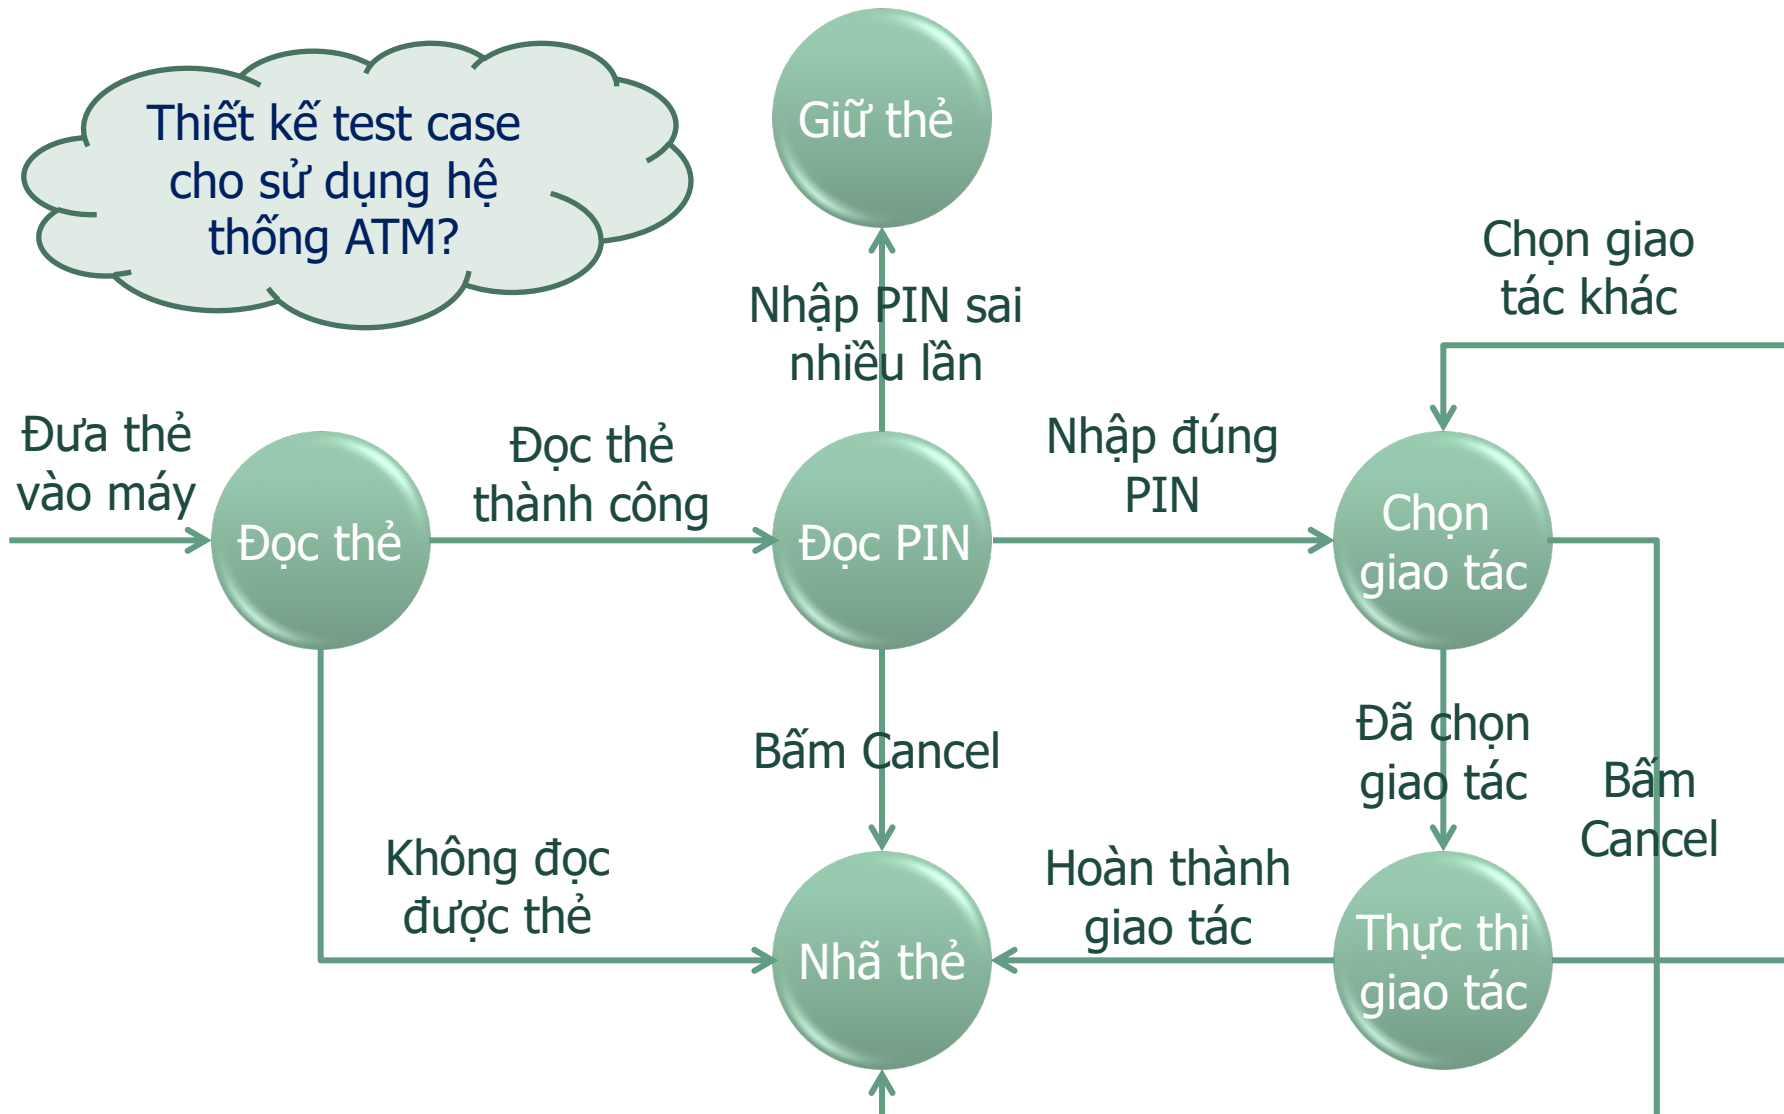 Thiết kế test case
cho sử dụng hệ
thống ATM?
Giữ thẻ
Chọn giao
tác khác
Nhập PIN sai
nhiều lần
Đưa thẻ
vào máy
Đọc thẻ
thành công
Nhập đúng
PIN
Đọc thẻ
Đọc PIN
Chọn
giao tác
Bấm Cancel
Đã chọn
giao tác
Bấm
Cancel
Không đọc
được thẻ
Hoàn thành
giao tác
Nhã thẻ
Thực thi
giao tác